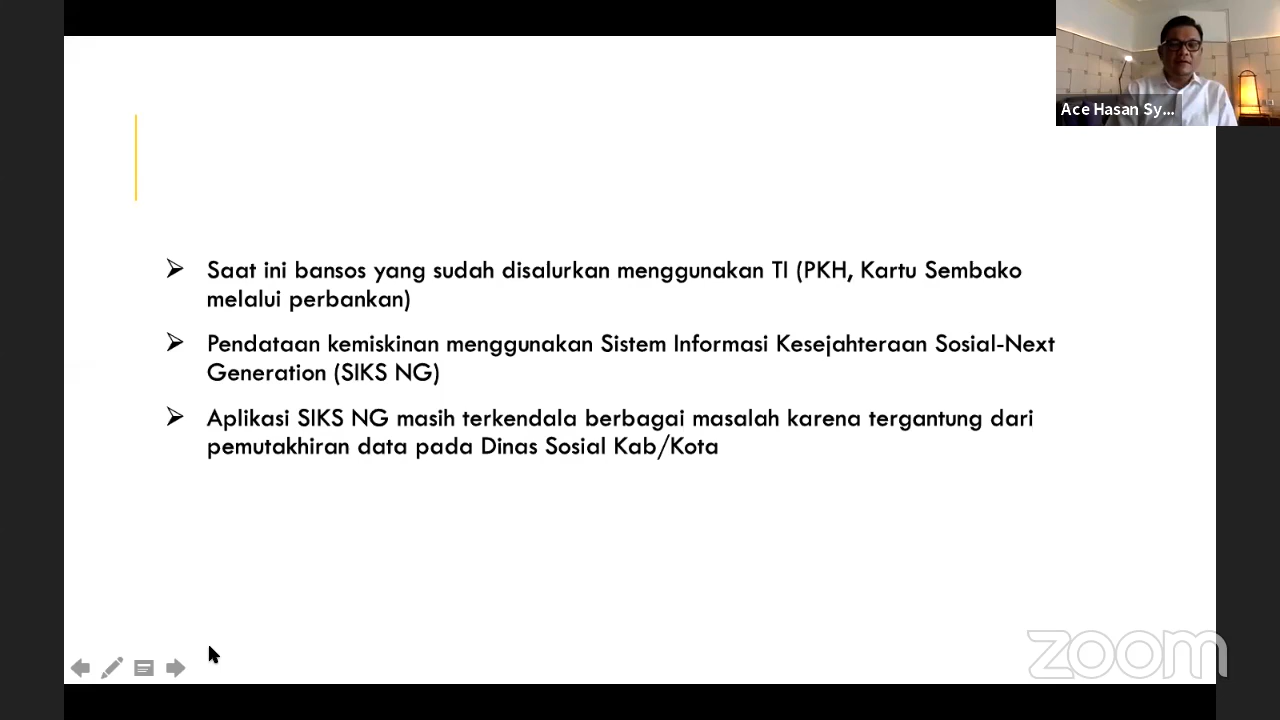 Ace Hasan Sy...
➤ Saat ini bansos yang sudah disalurkan menggunakan TI (PKH, Kartu Sembako
melalui perbankan)
➤ Pendataan kemiskinan menggunakan Sistem Informasi Kesejahteraan Sosial-Next
Generation (SIKS NG)
➤ Aplikasi SIKS NG masih terkendala berbagai masalah karena tergantung dari
pemutakhiran data pada Dinas Sosial Kab/Kota
zoom